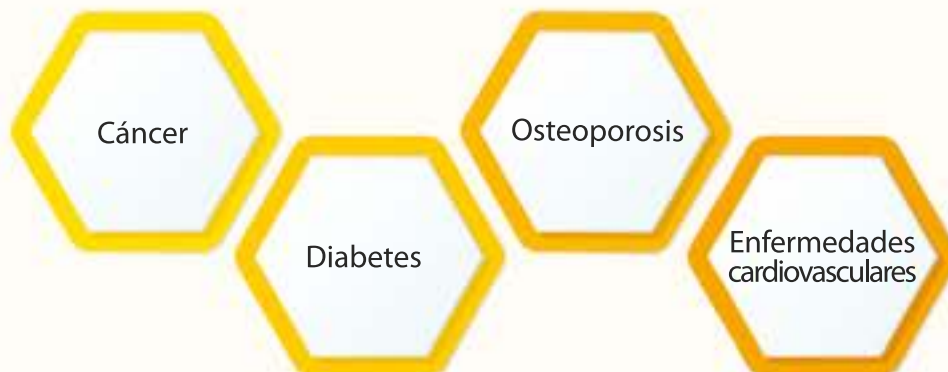 Cáncer
Diabetes
Osteoporosis
Enfermedades
cardiovasculares